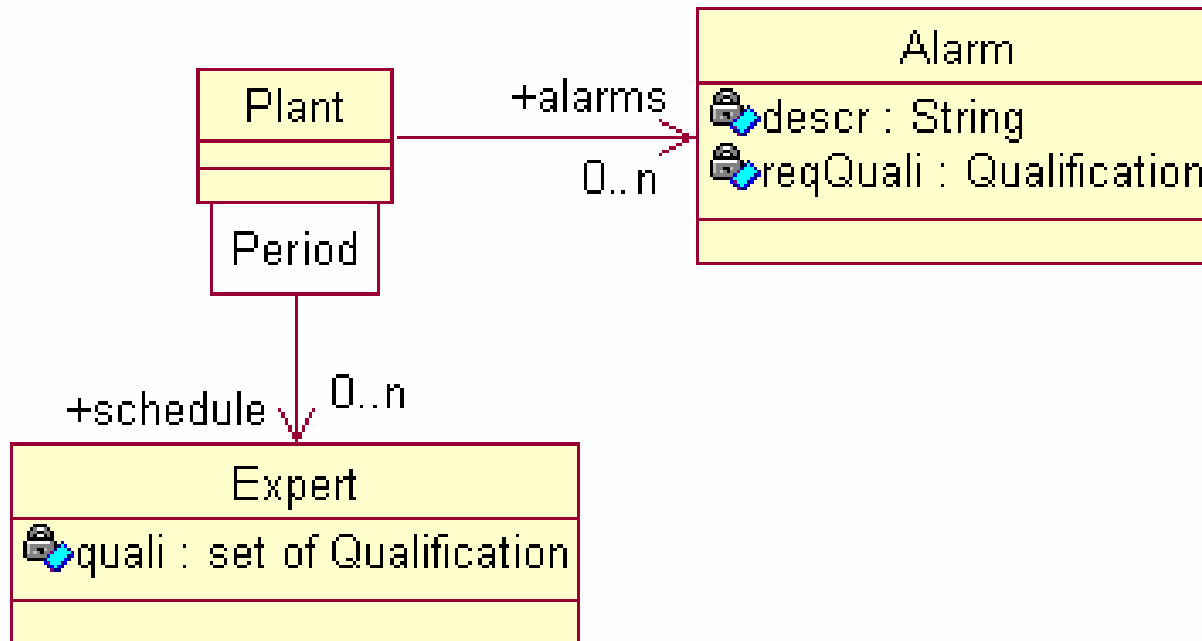 Alarm
Plant
+alarms
descr : String
reqQuali : Qualification
0..n
Period
+schedule
0..n
Expert
quali : set of Qualification